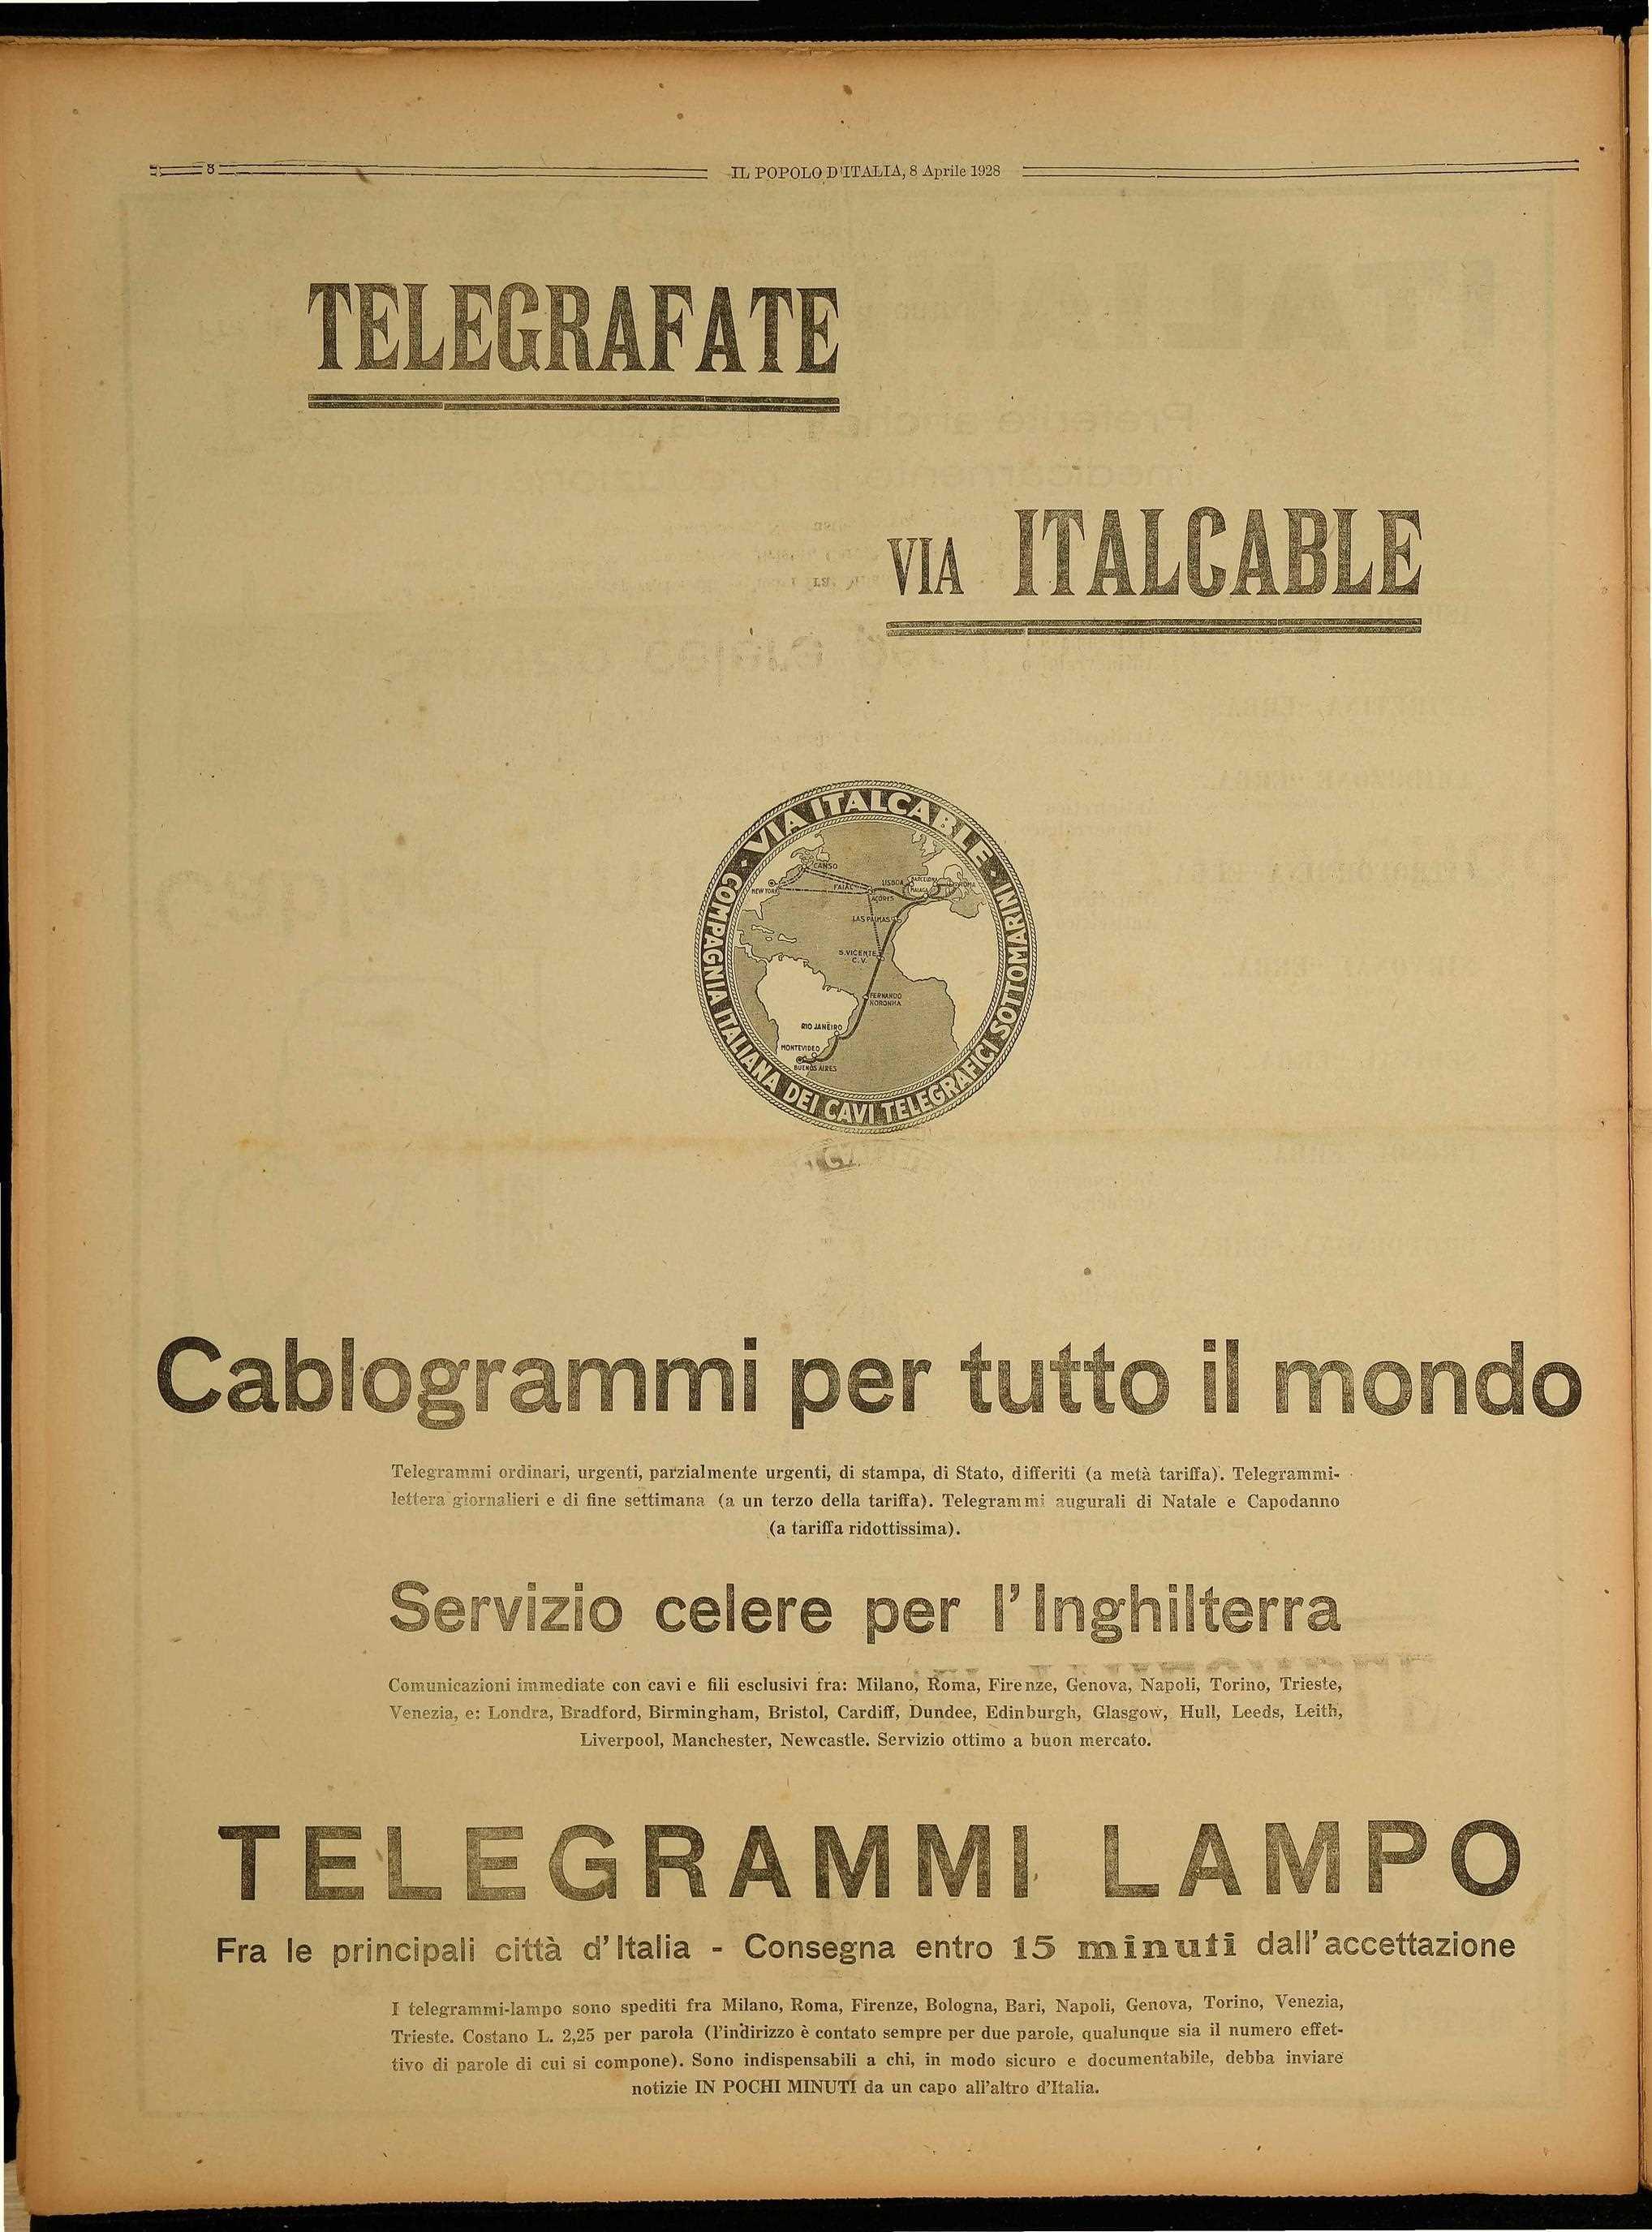 8
IL POPOLO D'ITALIA, 8 Aprile 1928
TELEGRAFATE
VIA ITALCABLE
VIA ITALCABLE · COMPAGNIA ITALIANA DEI CAVI TELEGRAFICI SOTTOMARINI ·
CANSO
NEW YORK
FAIAL
LISBOA
BARCELONA
MALAGA
ROMA
AÇORES
LAS PALMAS
S. VICENTE
C. V.
FERNANDO
NORONHA
RIO JANEIRO
MONTEVIDEO
BUENOS AIRES
Cablogrammi per tutto il mondo
Telegrammi ordinari, urgenti, parzialmente urgenti, di stampa, di Stato, differiti (a metà tariffa). Telegrammi-
lettera giornalieri e di fine settimana (a un terzo della tariffa). Telegrammi augurali di Natale e Capodanno
(a tariffa ridottissima).
Servizio celere per l'Inghilterra
Comunicazioni immediate con cavi e fili esclusivi fra: Milano, Roma, Firenze, Genova, Napoli, Torino, Trieste,
Venezia, e: Londra, Bradford, Birmingham, Bristol, Cardiff, Dundee, Edinburgh, Glasgow, Hull, Leeds, Leith,
Liverpool, Manchester, Newcastle. Servizio ottimo a buon mercato.
TELEGRAMMI LAMPO
Fra le principali città d'Italia - Consegna entro 15 minuti dall'accettazione
I telegrammi-lampo sono spediti fra Milano, Roma, Firenze, Bologna, Bari, Napoli, Genova, Torino, Venezia,
Trieste. Costano L. 2,25 per parola (l'indirizzo è contato sempre per due parole, qualunque sia il numero effet-
tivo di parole di cui si compone). Sono indispensabili a chi, in modo sicuro e documentabile, debba inviare
notizie IN POCHI MINUTI da un capo all'altro d'Italia.